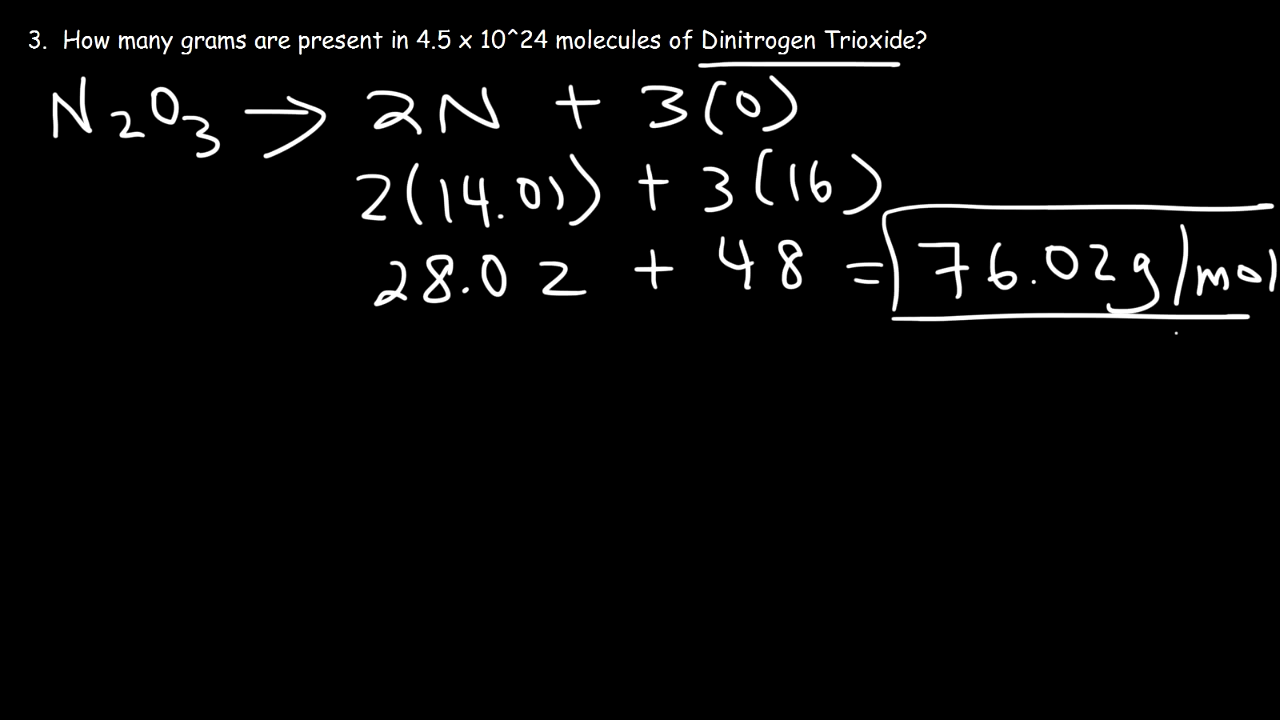 3. How many grams are present in 4.5 x 10^24 molecules of Dinitrogen Trioxide?
N₂O₃ → 2N + 3(O)
2(14.01) + 3(16)
28.02 + 48 = 76.02g/mol